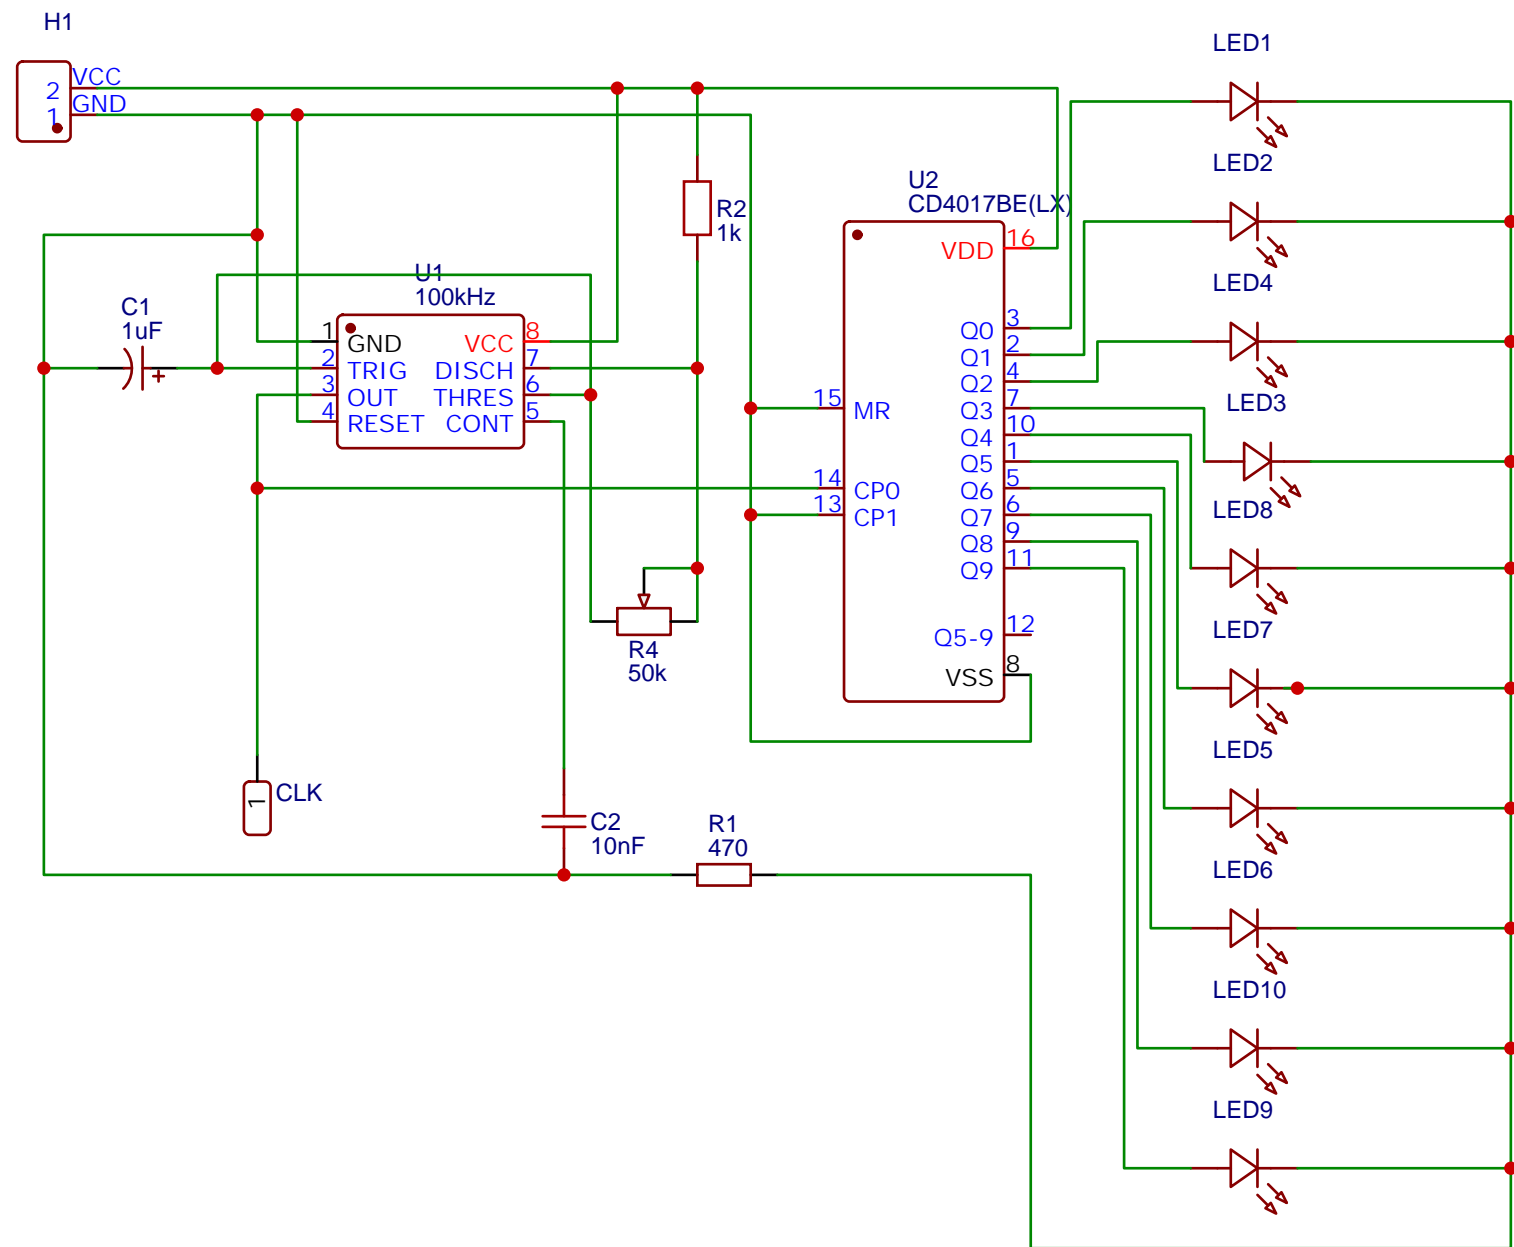 H1
VCC
2
GND
1
LED1
LED2
U2
CD4017BE(LX)
R2
1k
16
VDD
U1
100kHz
LED4
C1
1uF
1
GND
VCC
8
2
TRIG
DISCH
7
3
OUT
THRES
6
4
RESET
CONT
5
Q0
3
Q1
2
Q2
4
15
MR
Q3
7
LED3
Q4
10
Q5
1
14
CP0
Q6
5
13
CP1
Q7
6
LED8
Q8
9
Q9
11
Q5-9
12
VSS
8
LED7
R4
50k
LED5
CLK
1
C2
10nF
R1
470
LED6
LED10
LED9